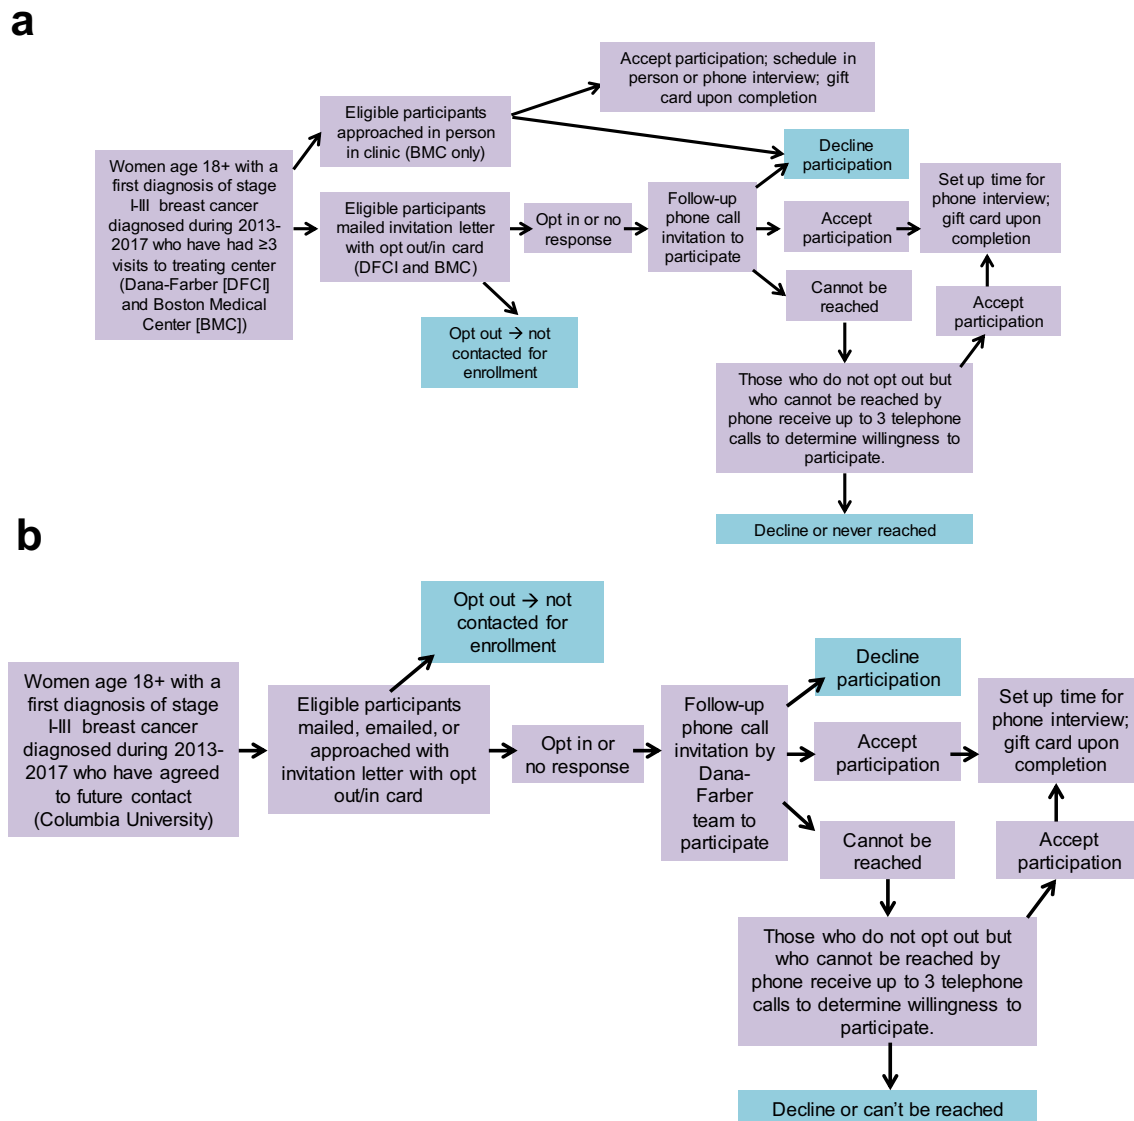 a
Accept participation; schedule in
person or phone interview; gift
card upon completion
Eligible participants
approached in person
in clinic (BMC only)
Decline
participation
Women age 18+ with a
first diagnosis of stage
I-III breast cancer
diagnosed during 2013-
2017 who have had ≥3
visits to treating center
(Dana-Farber [DFCI]
and Boston Medical
Center [BMC])
Eligible participants
mailed invitation letter
with opt out/in card
(DFCI and BMC)
Opt in or no
response
Follow-up
phone call
invitation to
participate
Accept
participation
Set up time for
phone interview;
gift card upon
completion
Cannot be
reached
Accept
participation
Opt out → not
contacted for
enrollment
Those who do not opt out but
who cannot be reached by
phone receive up to 3 telephone
calls to determine willingness to
participate.
Decline or never reached
b
Opt out → not
contacted for
enrollment
Women age 18+ with a
first diagnosis of stage
I-III breast cancer
diagnosed during 2013-
2017 who have agreed
to future contact
(Columbia University)
Eligible participants
mailed, emailed, or
approached with
invitation letter with opt
out/in card
Opt in or
no response
Follow-up
phone call
invitation by
Dana-
Farber
team to
participate
Decline
participation
Accept
participation
Set up time for
phone interview;
gift card upon
completion
Cannot be
reached
Accept
participation
Those who do not opt out but
who cannot be reached by
phone receive up to 3 telephone
calls to determine willingness to
participate.
Decline or can't be reached